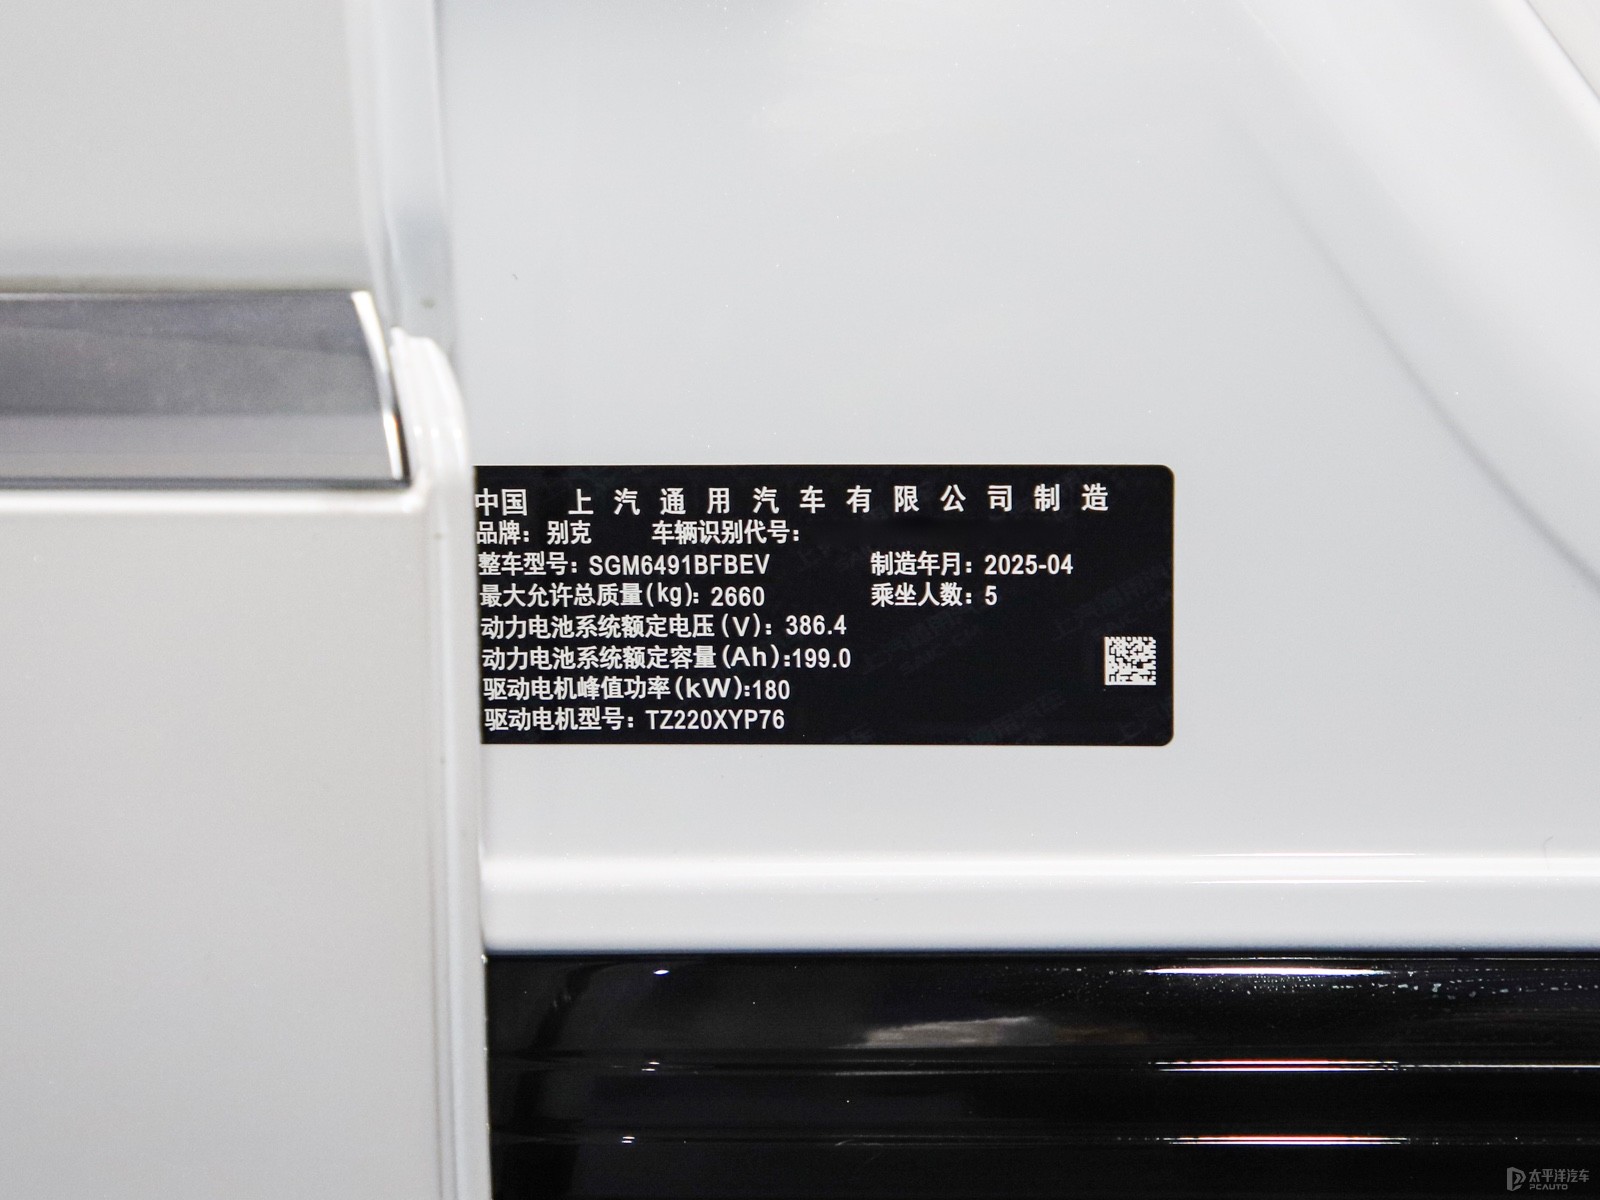 中国 上汽通用汽车有限公司制造
品牌：别克 车辆识别代号：
整车型号：SGM6491BFBEV 制造年月：2025-04
最大允许总质量(kg)：2660 乘坐人数：5
动力电池系统额定电压(V)：386.4
动力电池系统额定容量(Ah):199.0
驱动电机峰值功率(kW):180
驱动电机型号：TZ220XYP76
太平洋汽车
PCAUTO